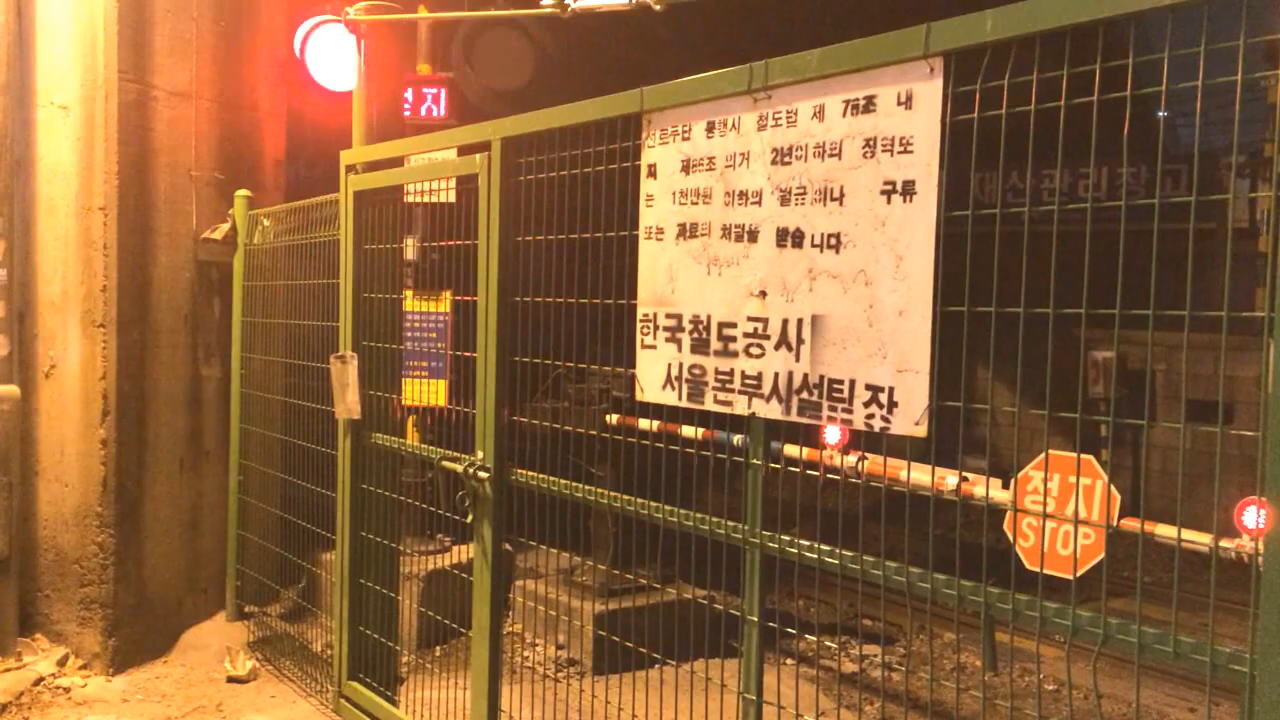 정지
선로무단 통행시 철도법 제 78조 내
지 제86조 의거 2년이하의 징역또
는 1천만원 이하의 벌금이나 구류
또는 과료의 처벌을 받습니다
한국철도공사
서울본부시설팀장
재산관리창고
정지
STOP